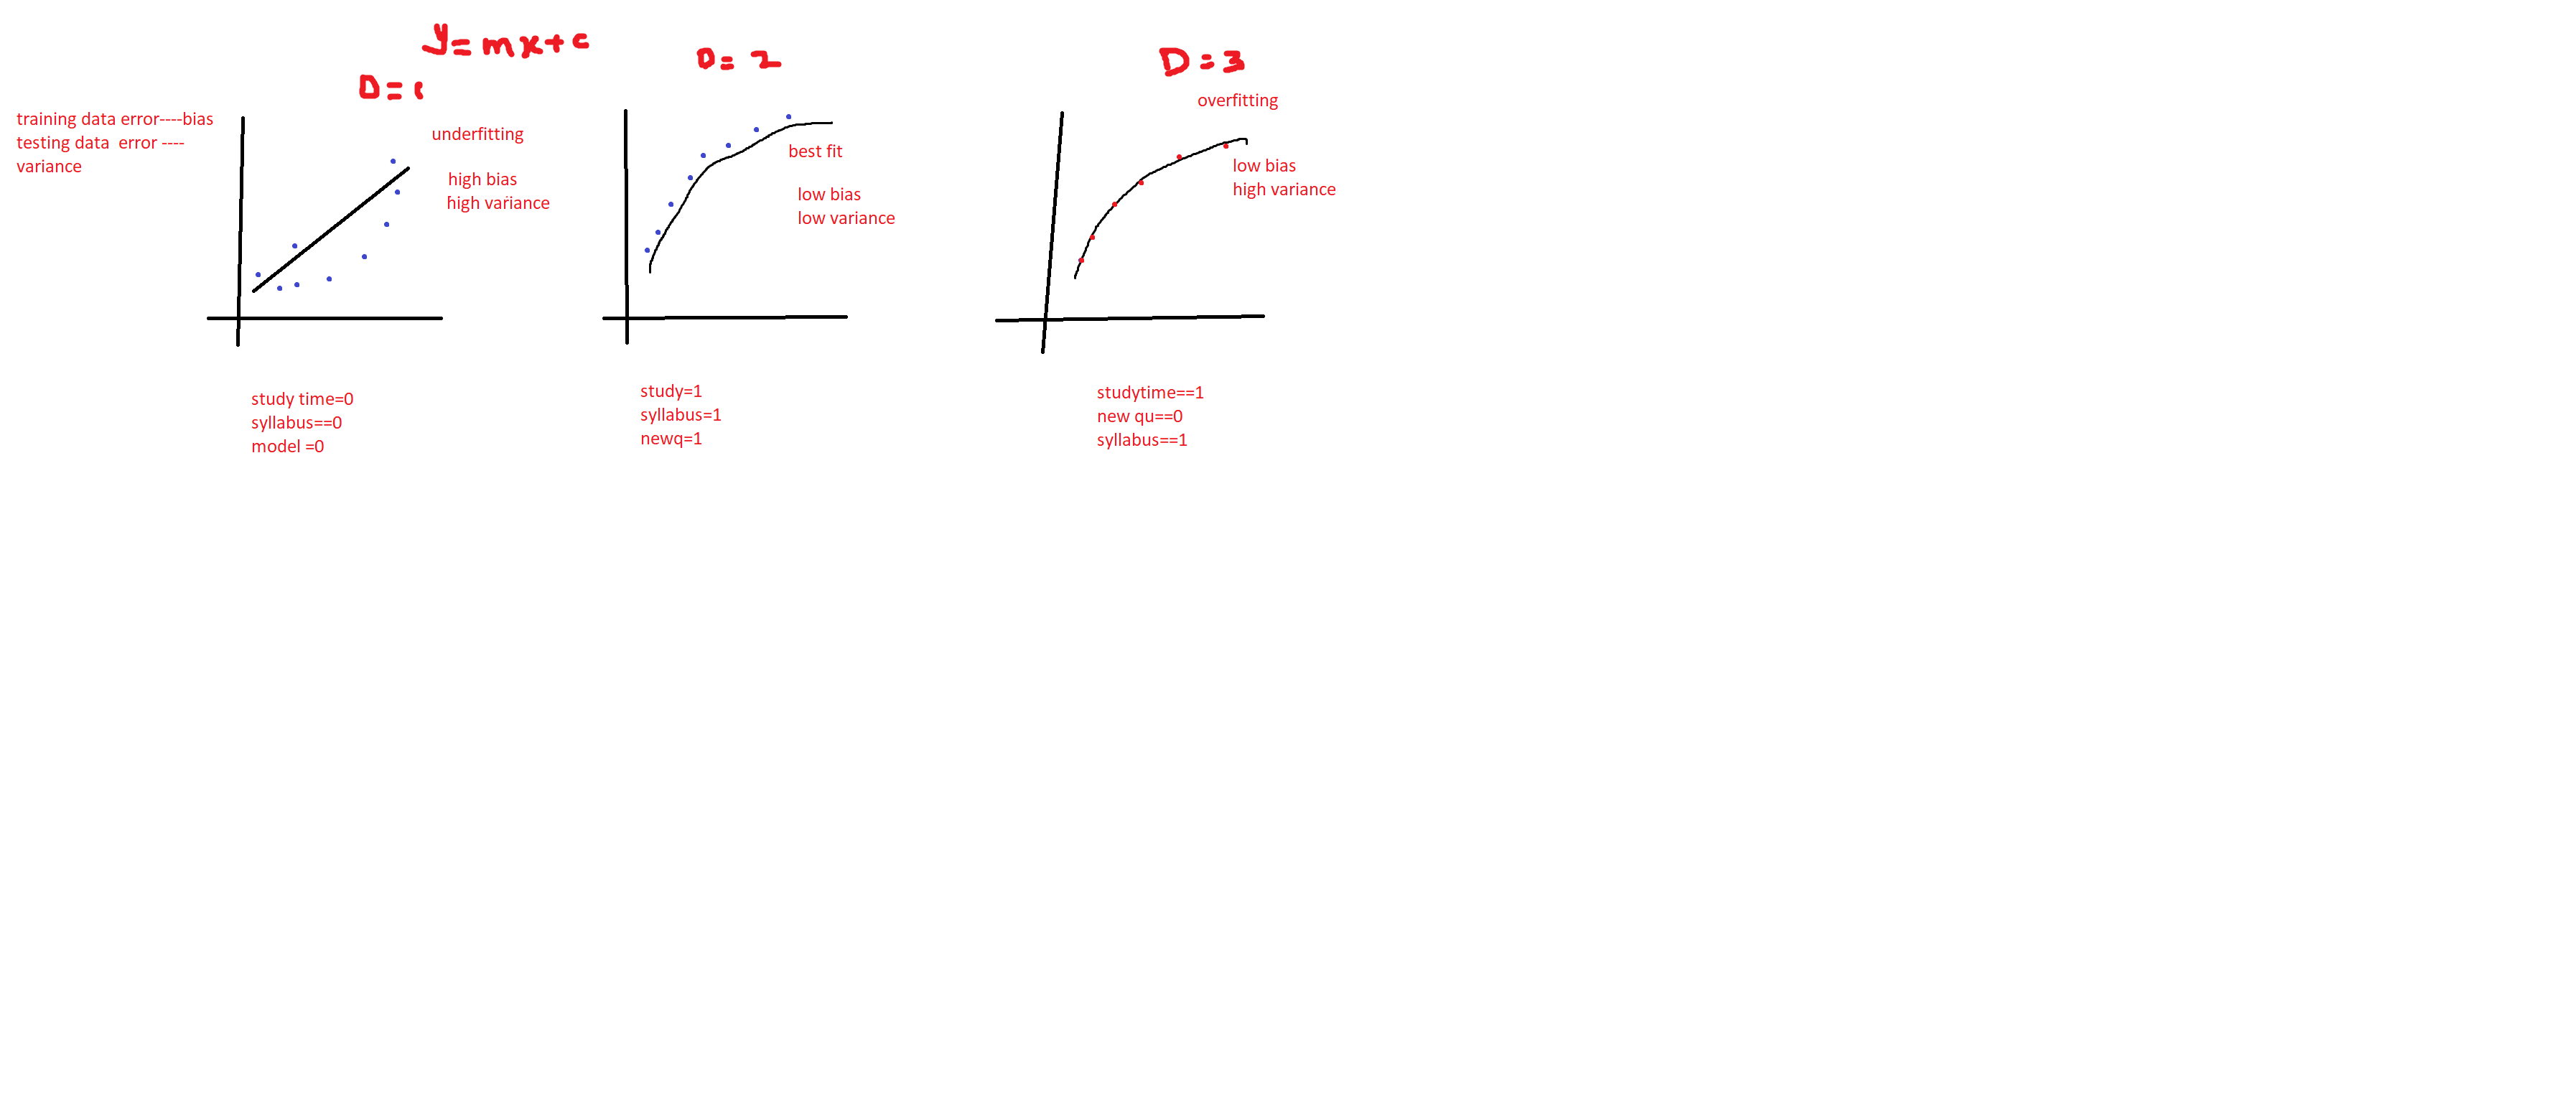 y=mx+c
D=1
D=2
D=3
training data error----bias
testing data  error ----
variance
underfitting
high bias
high variance
best fit
low bias
low variance
overfitting
low bias
high variance
study time=0
syllabus==0
model =0
study=1
syllabus=1
newq=1
studytime==1
new qu==0
syllabus==1